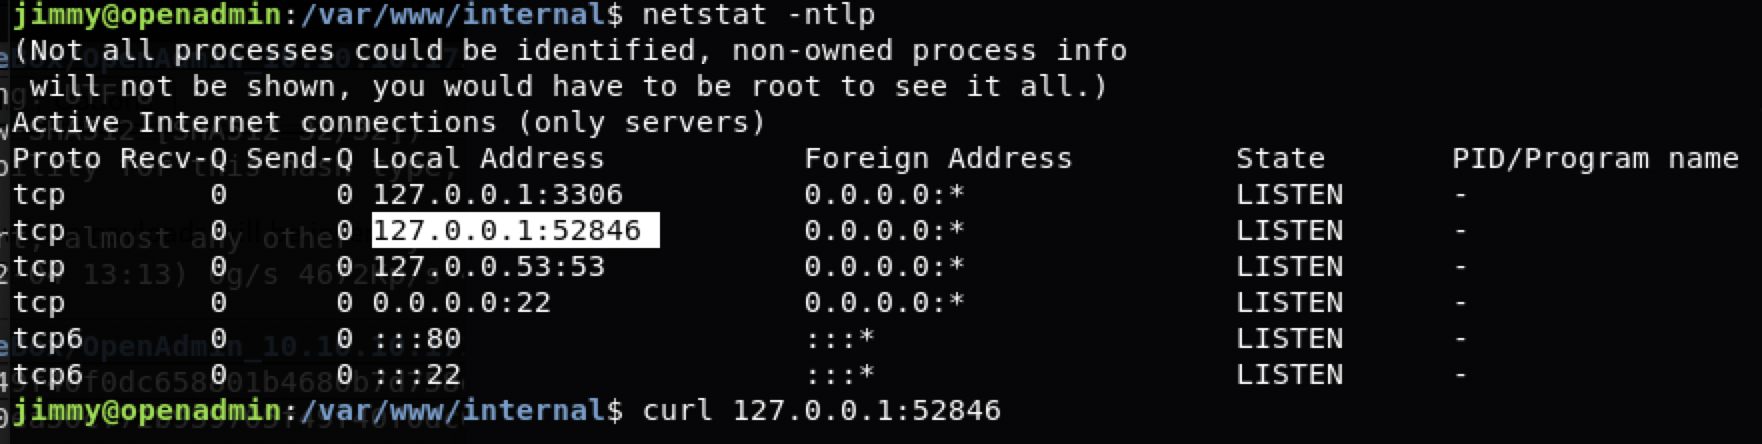 jimmy@openadmin:/var/www/internal$ netstat -ntlp
(Not all processes could be identified, non-owned process info
 will not be shown, you would have to be root to see it all.)
Active Internet connections (only servers)
Proto Recv-Q Send-Q Local Address           Foreign Address         State       PID/Program name
tcp        0      0 127.0.0.1:3306          0.0.0.0:*               LISTEN      -
tcp        0      0 127.0.0.1:52846         0.0.0.0:*               LISTEN      -
tcp        0      0 127.0.0.53:53           0.0.0.0:*               LISTEN      -
tcp        0      0 0.0.0.0:22              0.0.0.0:*               LISTEN      -
tcp6       0      0 :::80                   :::*                    LISTEN      -
tcp6       0      0 :::22                   :::*                    LISTEN      -
jimmy@openadmin:/var/www/internal$ curl 127.0.0.1:52846